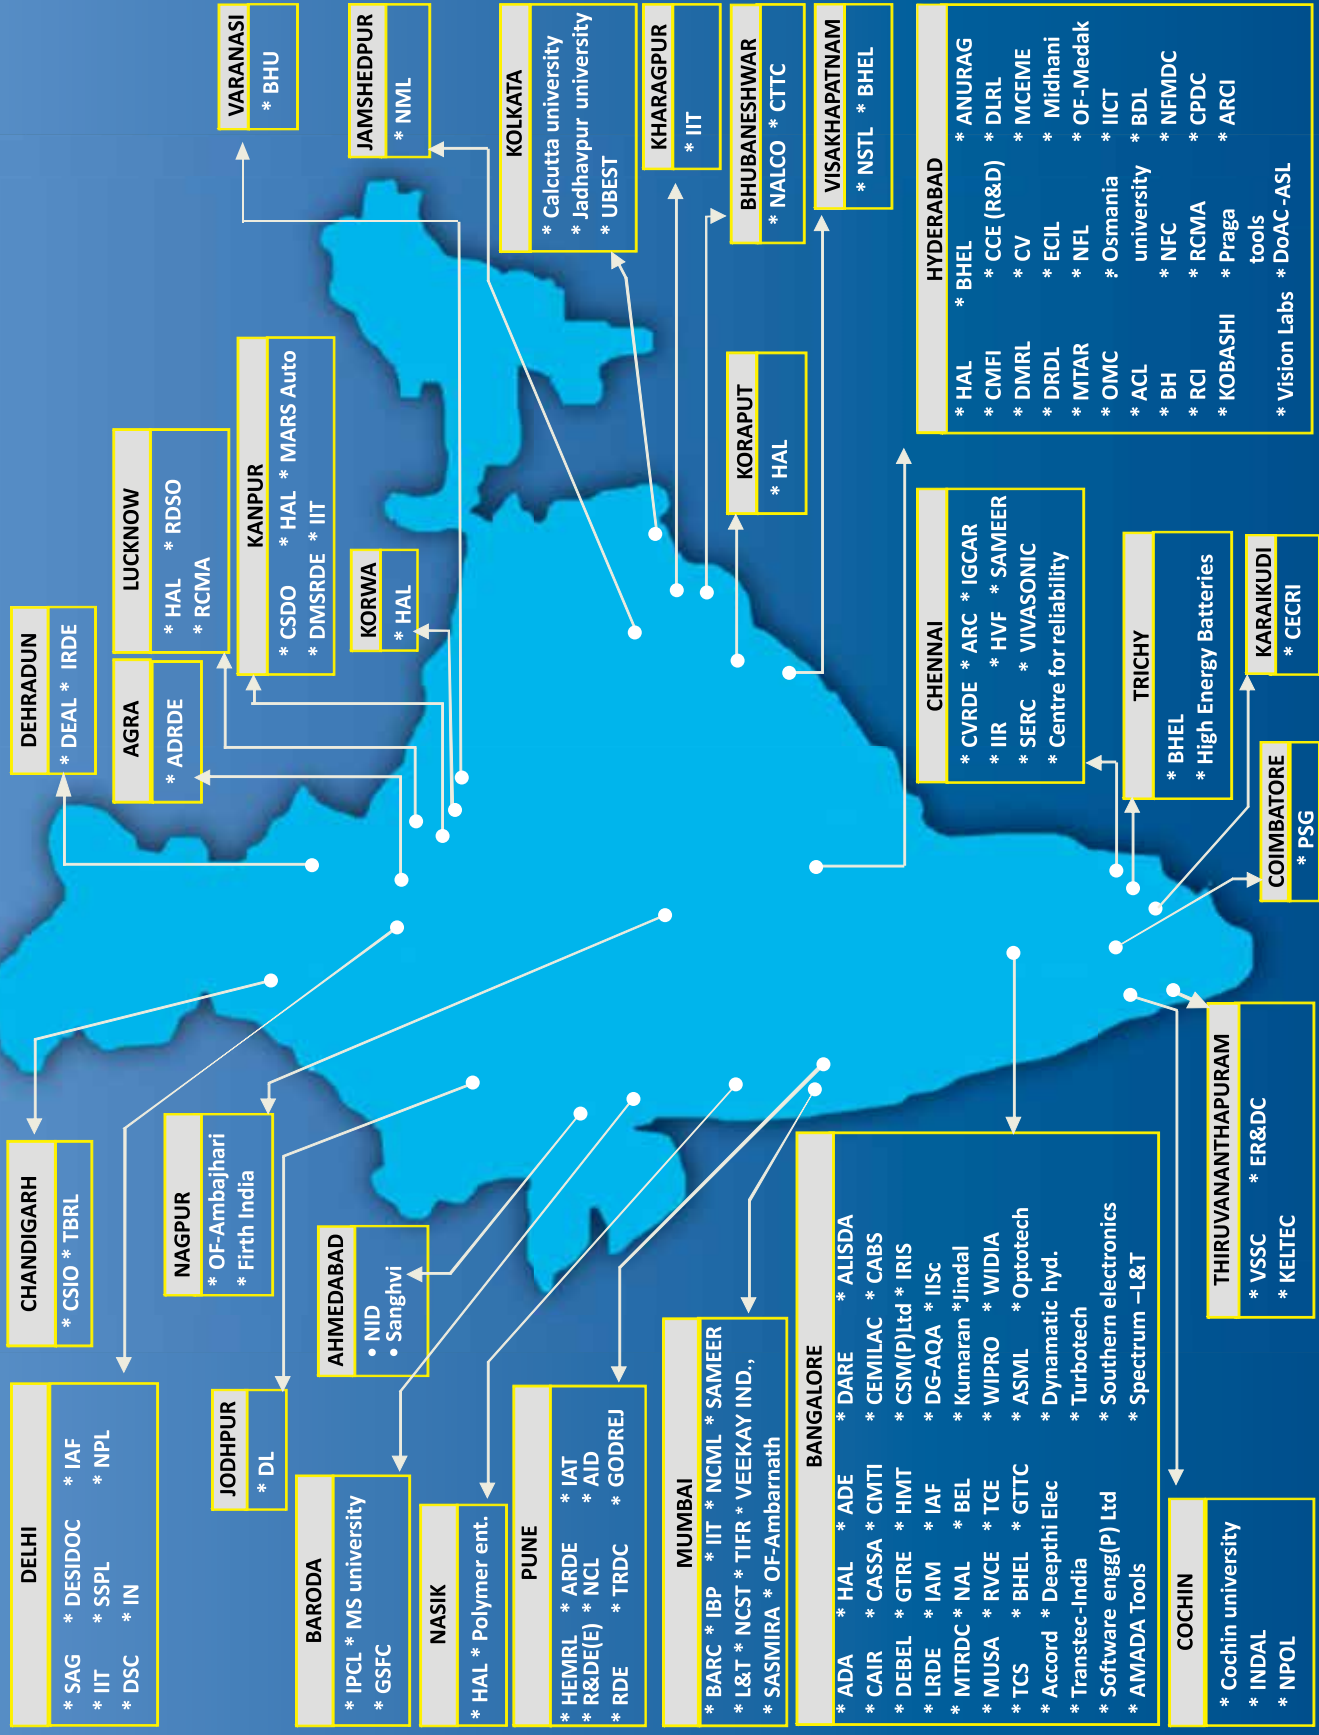 DELHI
* SAG * DESIDOC * IAF
* IIT * SSPL * NPL
* DSC * IN
CHANDIGARH
* CSIO * TBRL
DEHRADUN
* DEAL * IRDE
AGRA
* ADRDE
LUCKNOW
* HAL * RDSO
* RCMA
VARANASI
* BHU
NAGPUR
* OF-Ambajhari
* Firth India
JODHPUR
* DL
KANPUR
* CSDO * HAL * MARS Auto
* DMSRDE * IIT
KORWA
* HAL
JAMSHEDPUR
* NML
AHMEDABAD
• NID
• Sanghvi
BARODA
* IPCL * MS university
* GSFC
NASIK
* HAL * Polymer ent.
KOLKATA
* Calcutta university
* Jadhavpur university
* UBEST
PUNE
* HEMRL * ARDE * IAT
* R&DE(E) * NCL * AID
* RDE * TRDC * GODREJ
KHARAGPUR
* IIT
MUMBAI
* BARC * IBP * IIT * NCML * SAMEER
* L&T * NCST * TIFR * VEEKAY IND.,
* SASMIRA * OF-Ambarnath
BHUBANESHWAR
* NALCO * CTTC
KORAPUT
* HAL
VISAKHAPATNAM
* NSTL * BHEL
BANGALORE
* ADA * HAL * ADE * DARE * ALISDA
* CAIR * CASSA * CMTI * CEMILAC * CABS
* DEBEL * GTRE * HMT * CSM(P)Ltd * IRIS
* LRDE * IAM * IAF * DG-AQA * IISc
* MTRDC * NAL * BEL * Kumaran *Jindal
* MUSA * RVCE * TCE * WIPRO * WIDIA
* TCS * BHEL * GTTC * ASML *Optotech
* Accord * Deepthi Elec * Dynamatic hyd.
* Transtec-India * Turbotech
* Software engg(P) Ltd * Southern electronics
* AMADA Tools * Spectrum –L&T
CHENNAI
* CVRDE * ARC * IGCAR
* IIR * HVF * SAMEER
* SERC * VIVASONIC
* Centre for reliability
HYDERABAD
* HAL * BHEL * ANURAG
* CMFI * CCE (R&D) * DLRL
* DMRL * CV * MCEME
* DRDL * ECIL * Midhani
* MTAR * NFL * OF-Medak
* OMC * Osmania * IICT
* ACL university * BDL
* BH * NFC * NFMDC
* RCI * RCMA * CPDC
* KOBASHI * Praga * ARCI
tools
* Vision Labs * DoAC -ASL
TRICHY
* BHEL
* High Energy Batteries
COCHIN
* Cochin university
* INDAL
* NPOL
THIRUVANANTHAPURAM
* VSSC * ER&DC
* KELTEC
KARAIKUDI
* CECRI
COIMBATORE
* PSG